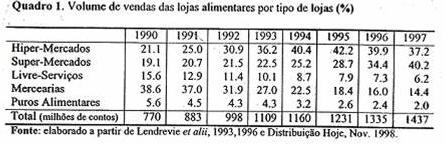 Quadro 1. Volume de vendas das lojas alimentares por tipo de lojas (%)
1990 1991 1992 1993 1994 1995 1996 1997
Hiper-Mercados 21.1 25.0 30.9 36.2 40.4 42.2 39.9 37.2
Super-Mercados 19.1 20.7 21.5 22.5 25.2 28.7 34.4 40.2
Livre-Serviços 15.6 12.9 11.4 10.1 8.7 7.9 7.3 6.2
Mercearias 38.6 37.0 31.9 27.0 22.5 18.4 16.0 14.4
Puros Alimentares 5.6 4.5 4.3 4.3 3.2 2.6 2.4 2.0
Total (milhões de contos) 770 883 998 1109 1160 1231 1335 1437
Fonte: elaborado a partir de Lendrevie et alii, 1993,1996 e Distribuição Hoje, Nov. 1998.